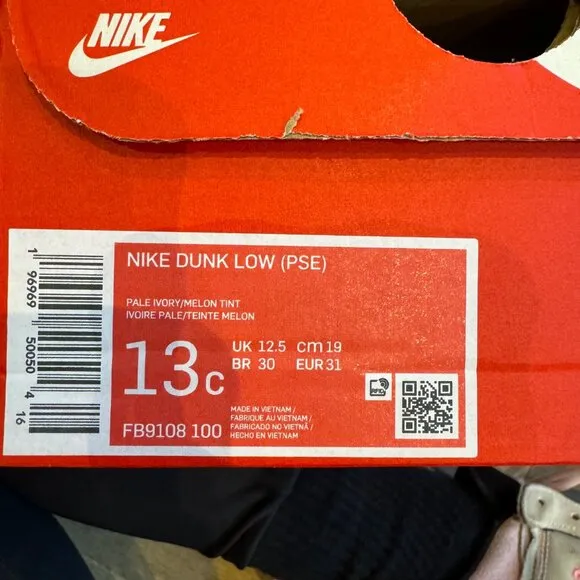 NIKE
NIKE DUNK LOW (PSE)
PALE IVORY/MELON TINT
IVOIRE PALE/TEINTE MELON
13C
UK 12.5 cm 19
BR 30 EUR 31
FB9108 100
MADE IN VIETNAM /
FABRIQUE AU VIETNAM /
FABRICADO NO VIETNÃ /
HECHO EN VIETNAM
1 96969 50050 4 16